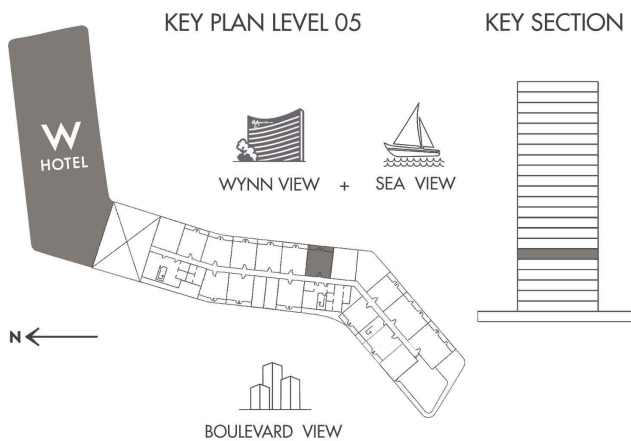 KEY PLAN LEVEL 05
KEY SECTION
W
HOTEL
WYNN VIEW + SEA VIEW
N
BOULEVARD VIEW